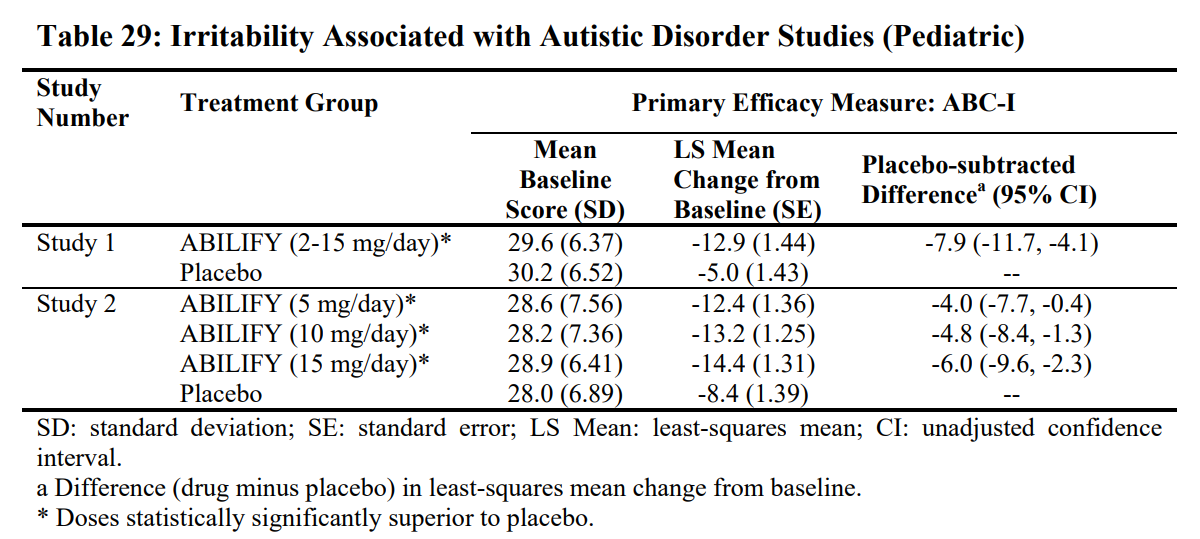 Table 29: Irritability Associated with Autistic Disorder Studies (Pediatric)
Study Number Treatment Group Primary Efficacy Measure: ABC-I
Mean Baseline Score (SD) LS Mean Change from Baseline (SE) Placebo-subtracted Difference^a (95% CI)
Study 1 ABILIFY (2-15 mg/day)* 29.6 (6.37) -12.9 (1.44) -7.9 (-11.7, -4.1)
Placebo 30.2 (6.52) -5.0 (1.43) --
Study 2 ABILIFY (5 mg/day)* 28.6 (7.56) -12.4 (1.36) -4.0 (-7.7, -0.4)
ABILIFY (10 mg/day)* 28.2 (7.36) -13.2 (1.25) -4.8 (-8.4, -1.3)
ABILIFY (15 mg/day)* 28.9 (6.41) -14.4 (1.31) -6.0 (-9.6, -2.3)
Placebo 28.0 (6.89) -8.4 (1.39) --
SD: standard deviation; SE: standard error; LS Mean: least-squares mean; CI: unadjusted confidence
interval.
a Difference (drug minus placebo) in least-squares mean change from baseline.
* Doses statistically significantly superior to placebo.